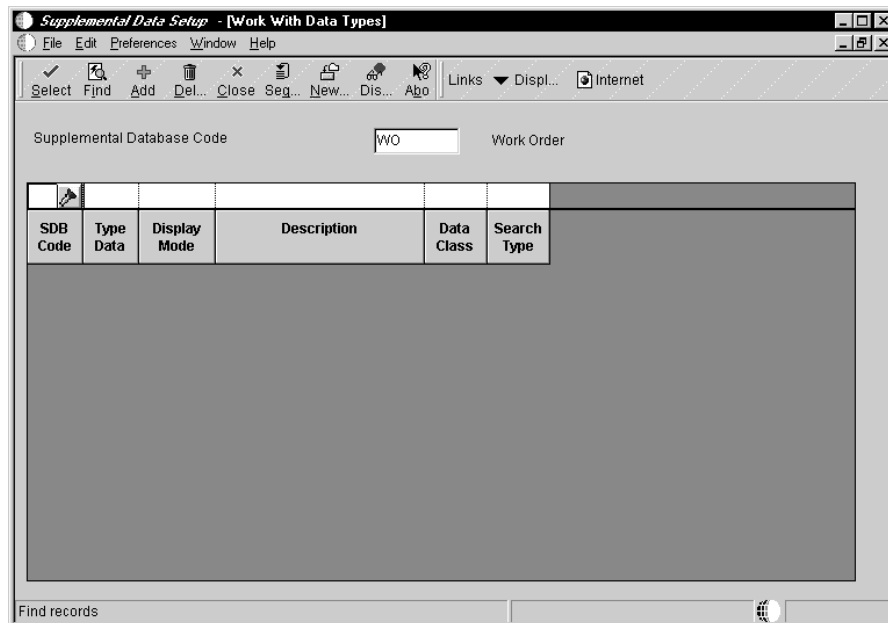 Supplemental Data Setup - [Work With Data Types]
File Edit Preferences Window Help
Select Find Add Del... Close Seq... New... Dis... Abo Links Displ... Internet
Supplemental Database Code WO Work Order
SDB Code Type Data Display Mode Description Data Class Search Type
Find records